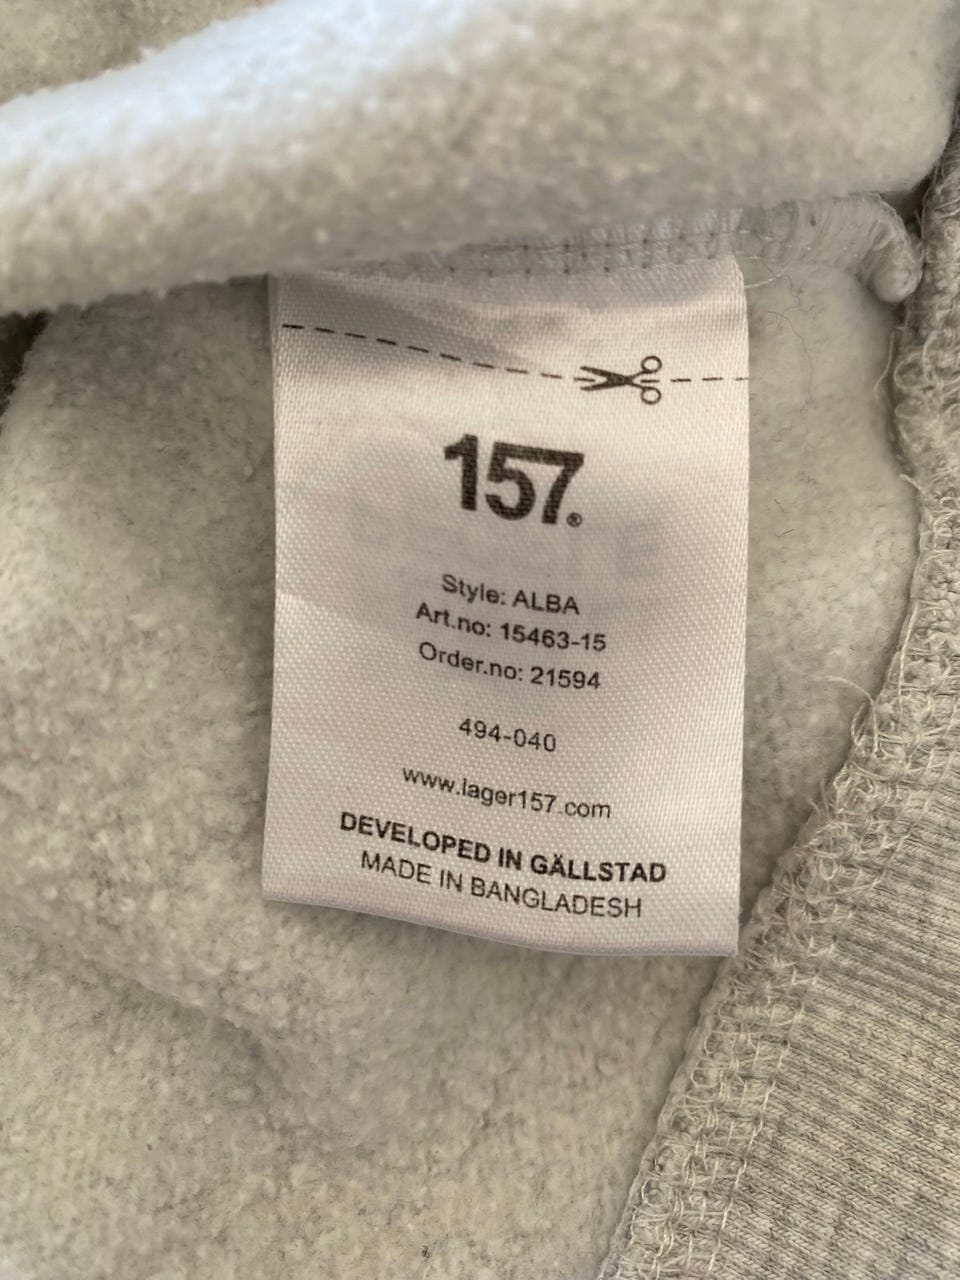 157®
Style: ALBA
Art.no: 15463-15
Order.no: 21594
494-040
www.lager157.com
DEVELOPED IN GÄLLSTAD
MADE IN BANGLADESH